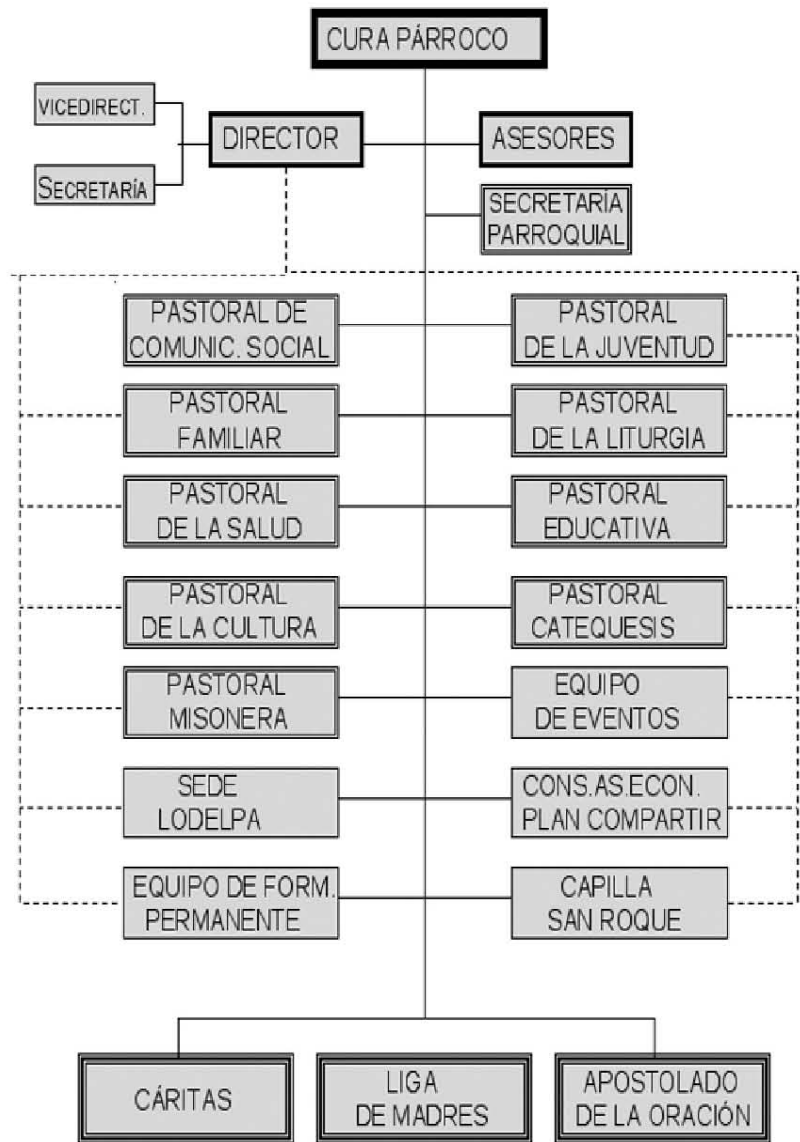 CURA PÁRROCO
VICEDIRECT.
DIRECTOR
ASESORES
SECRETARÍA
SECRETARÍA
PARROQUIAL
PASTORAL DE
COMUNIC. SOCIAL
PASTORAL
DE LA JUVENTUD
PASTORAL
FAMILIAR
PASTORAL
DE LA LITURGIA
PASTORAL
DE LA SALUD
PASTORAL
EDUCATIVA
PASTORAL
DE LA CULTURA
PASTORAL
CATEQUESIS
PASTORAL
MISONERA
EQUIPO
DE EVENTOS
SEDE
LODELPA
CONS.AS.ECON.
PLAN COMPARTIR
EQUIPO DE FORM.
PERMANENTE
CAPILLA
SAN ROQUE
CÁRITAS
LIGA
DE MADRES
APOSTOLADO
DE LA ORACIÓN